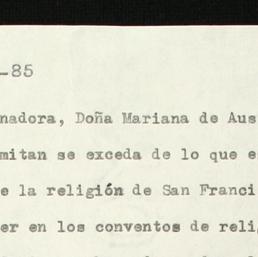 -85
nadora, Doña Mariana de Aus
mitan se exceda de lo que e
e la religión de San Franci
er en los conventos de reli